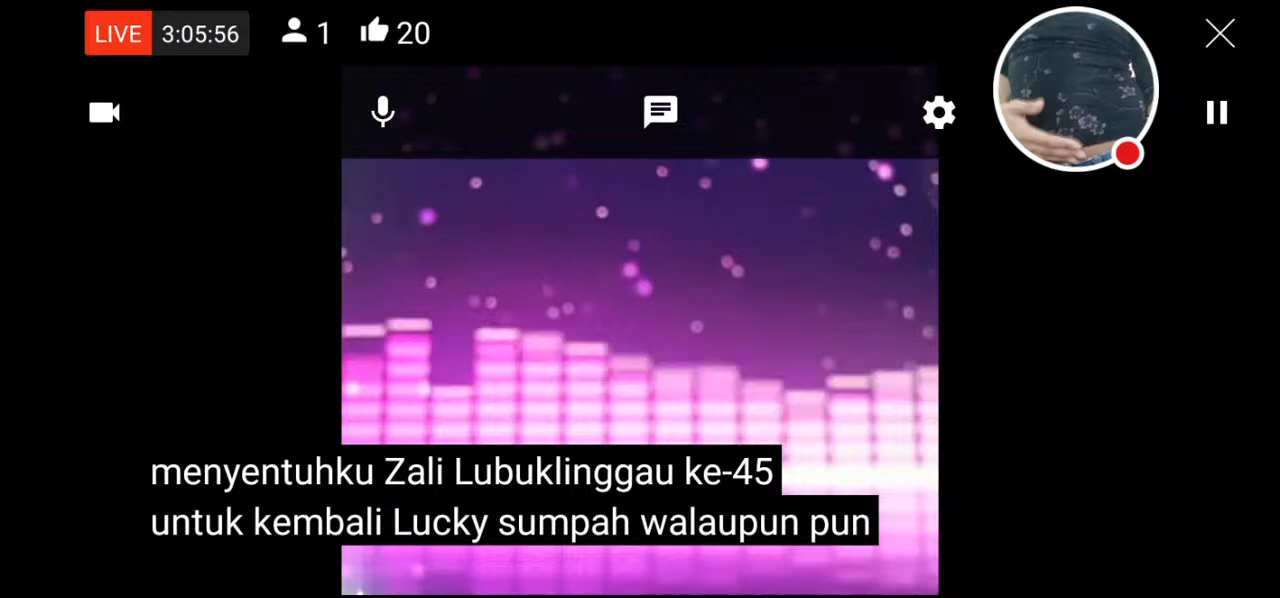 LIVE 3:05:56 1 20
menyentuhku Zali Lubuklinggau ke-45
untuk kembali Lucky sumpah walaupun pun